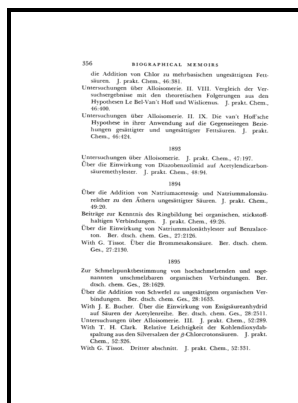 356 BIOGRAPHICAL MEMOIRS
die Addition von Chlor zu mehrbasischen ungesättigten Fett-
säuren. J. prakt. Chem., 46:381.
Untersuchungen über Alloisomerie. II. VIII. Vergleich der Ver-
suchsergebnisse mit den theoretischen Folgerungen aus den
Hypothesen Le Bel-Van't Hoff und Wislicenus. J. prakt. Chem.,
46:400.
Untersuchungen über Alloisomerie. II. IX. Die van't Hoff'sche
Hypothese in ihrer Anwendung auf die Gegenseitigen Bezie-
hungen gesättigter und ungesättigter Fettsäuren. J. prakt.
Chem., 46:424.
1893
Untersuchungen über Alloisomerie. J. prakt. Chem., 47:197.
Über die Einwirkung von Diazobenzolimid auf Acetylendicarbon-
säuremethylester. J. prakt. Chem., 48:94.
1894
Über die Addition von Natriumacetessig- und Natriummalonsäu-
reäther zu den Äthern ungesättigter Säuren. J. prakt. Chem.,
49:20.
Beiträge zur Kenntnis des Ringbildung bei organischen, stickstoff-
haltigen Verbindungen. J. prakt. Chem., 49:26.
Über die Einwirkung von Natriummalonäthyläther auf Benzalace-
ton. Ber. dtsch. chem. Ges., 27:2126.
With G. Tissot. Über die Brommesakonsäure. Ber. dtsch. chem.
Ges., 27:2130.
1895
Zur Schmelzpunktbestimmung von hochschmelzenden und soge-
nannten unschmelzbaren organischen Verbindungen. Ber.
dtsch. chem. Ges., 28:1629.
Über die Addition von Schwefel zu ungesättigten organischen Ver-
bindungen. Ber. dtsch. chem. Ges., 28:1633.
With J. E. Bucher. Über die Einwirkung von Essigsäureanhydrid
auf Säuren der Acetylenreihe. Ber. dtsch. chem. Ges., 28:2511.
Untersuchungen über Alloisomerie. III. J. prakt. Chem., 52:289.
With T. H. Clark. Relative Leichtigkeit der Kohlendioxydab-
spaltung aus den Silversalzen der β-Chlorcrotonsäuren. J. prakt.
Chem., 52:326.
With G. Tissot. Dritter abschnitt. J. prakt. Chem., 52:331.